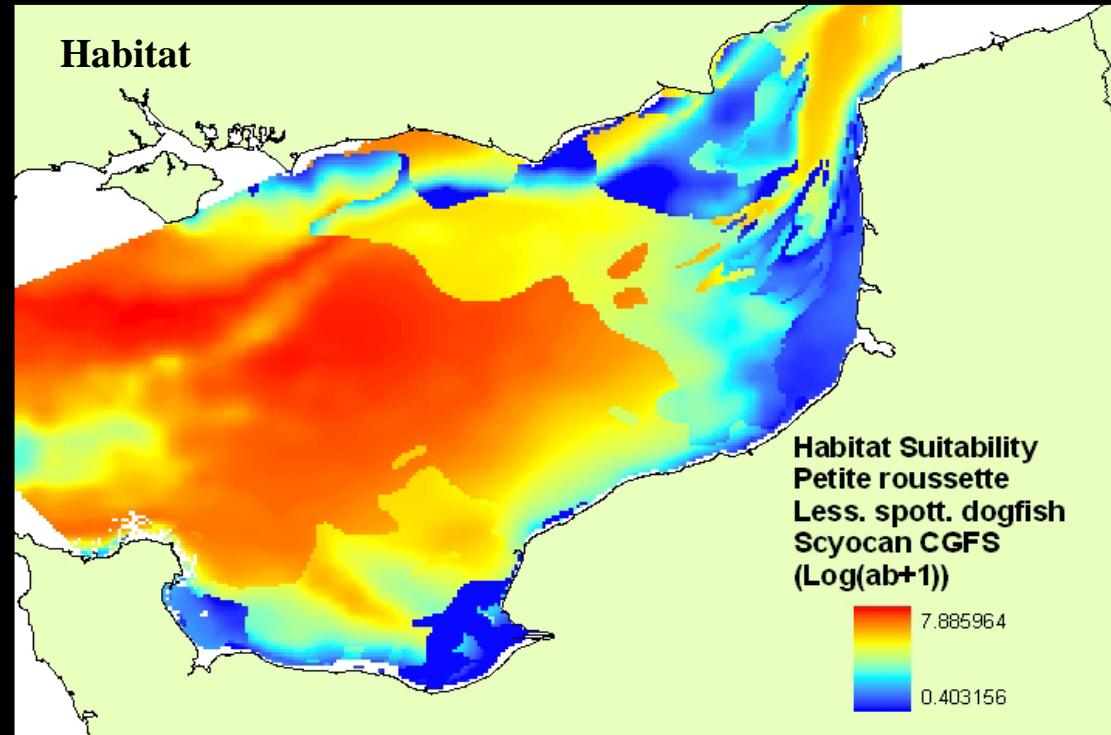 Habitat
Habitat Suitability
Petite roussette
Less. spott. dogfish
Scyocan CGFS
(Log(ab+1))
7.885964
0.403156